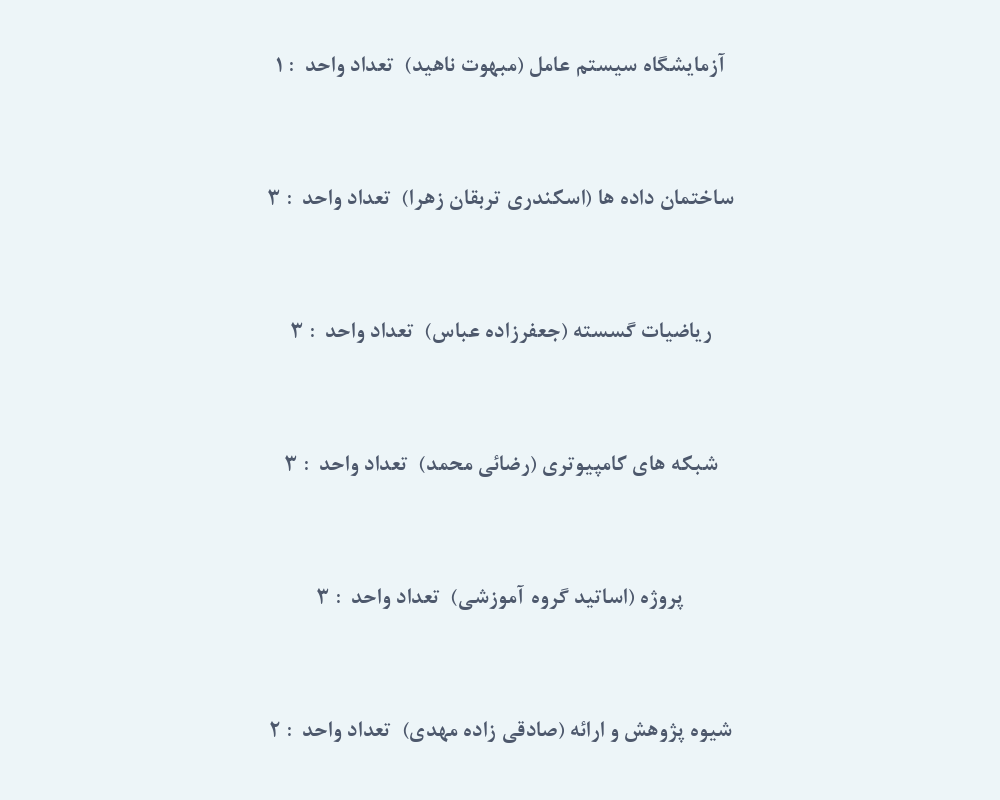 آزمایشگاه سیستم عامل (مبهوت ناهید) تعداد واحد : ۱
ساختمان داده ها (اسکندری تربقان زهرا) تعداد واحد : ۳
ریاضیات گسسته (جعفرزاده عباس) تعداد واحد : ۳
شبکه های کامپیوتری (رضائی محمد) تعداد واحد : ۳
پروژه (اساتید گروه آموزشی) تعداد واحد : ۳
شیوه پژوهش و ارائه (صادقی زاده مهدی) تعداد واحد : ۲